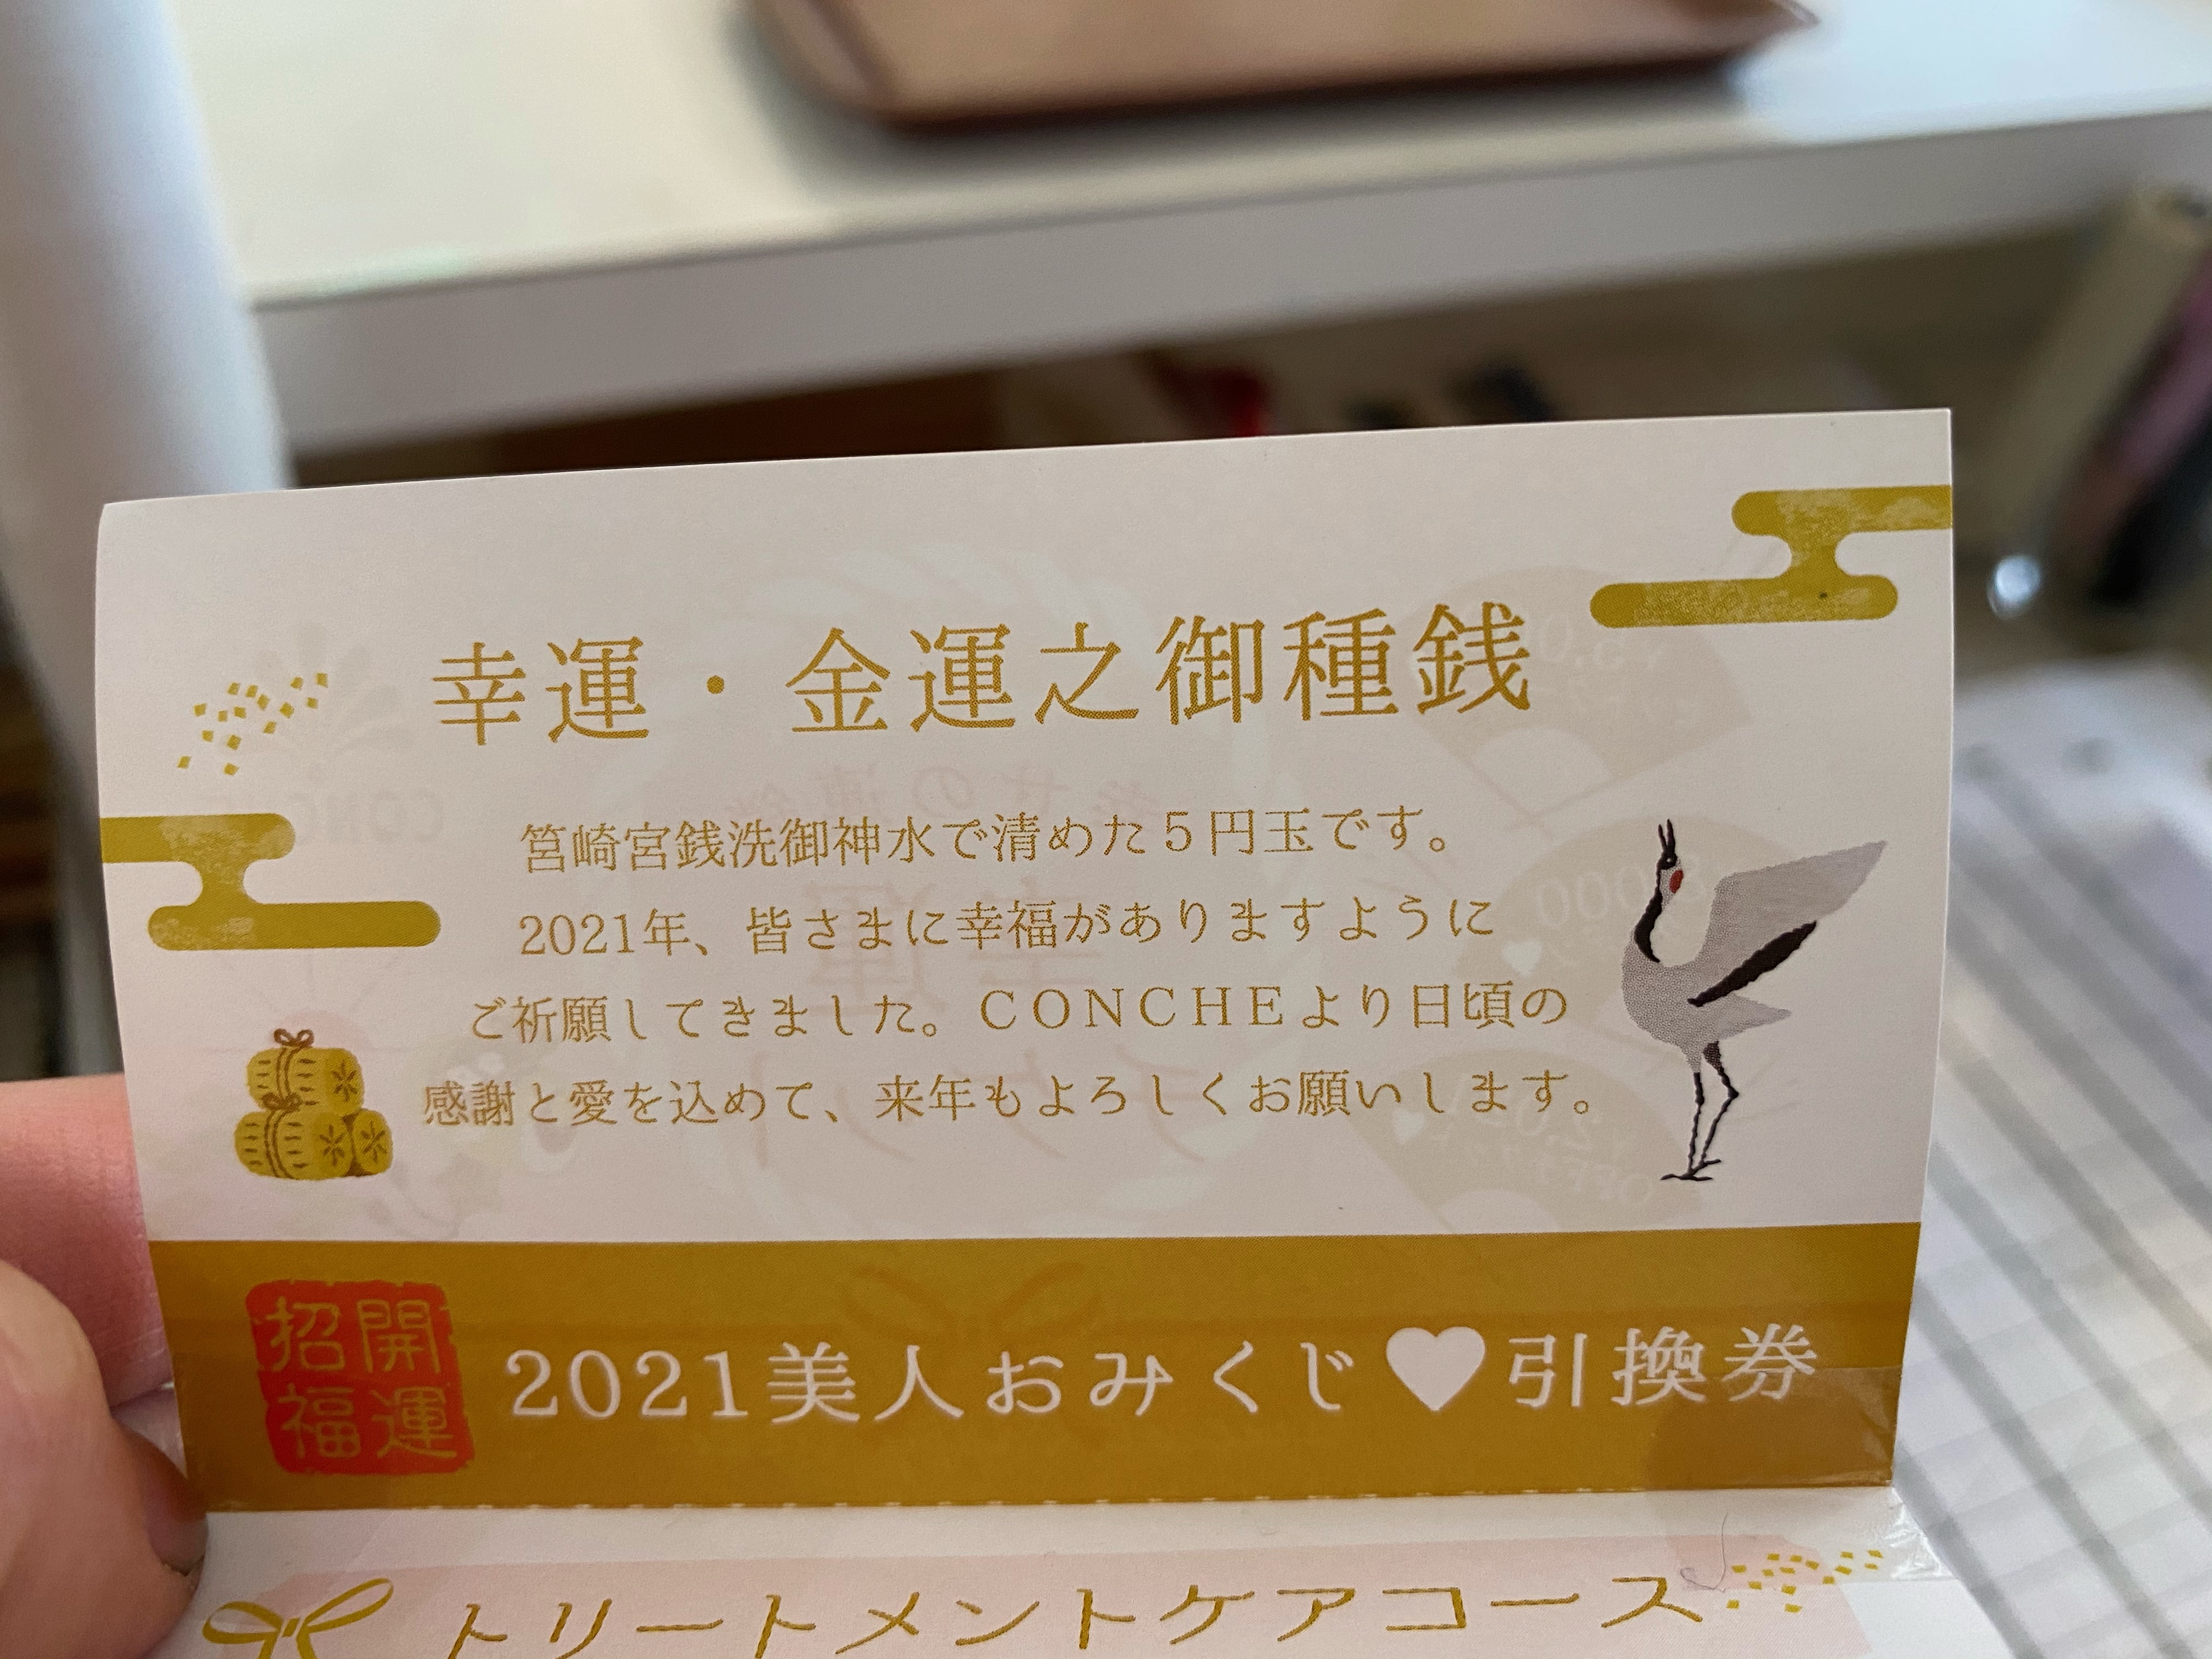 幸運・金運之御種銭
筥崎宮銭洗御神水で清めた5円玉です。
2021年、皆さまに幸福がありますように
ご祈願してきました。CONCHEより日頃の
感謝と愛を込めて、来年もよろしくお願いします。
開運
招福
2021美人おみくじ♥引換券
トリートメントケアコース